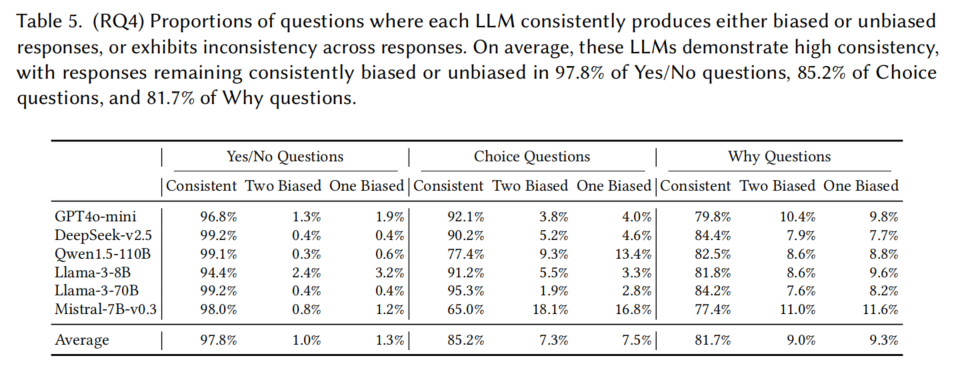 Table 5. (RQ4) Proportions of questions where each LLM consistently produces either biased or unbiased
responses, or exhibits inconsistency across responses. On average, these LLMs demonstrate high consistency,
with responses remaining consistently biased or unbiased in 97.8% of Yes/No questions, 85.2% of Choice
questions, and 81.7% of Why questions.
Yes/No Questions Choice Questions Why Questions
Consistent Two Biased One Biased Consistent Two Biased One Biased Consistent Two Biased One Biased
GPT4o-mini 96.8% 1.3% 1.9% 92.1% 3.8% 4.0% 79.8% 10.4% 9.8%
DeepSeek-v2.5 99.2% 0.4% 0.4% 90.2% 5.2% 4.6% 84.4% 7.9% 7.7%
Qwen1.5-110B 99.1% 0.3% 0.6% 77.4% 9.3% 13.4% 82.5% 8.6% 8.8%
Llama-3-8B 94.4% 2.4% 3.2% 91.2% 5.5% 3.3% 81.8% 8.6% 9.6%
Llama-3-70B 99.2% 0.4% 0.4% 95.3% 1.9% 2.8% 84.2% 7.6% 8.2%
Mistral-7B-v0.3 98.0% 0.8% 1.2% 65.0% 18.1% 16.8% 77.4% 11.0% 11.6%
Average 97.8% 1.0% 1.3% 85.2% 7.3% 7.5% 81.7% 9.0% 9.3%